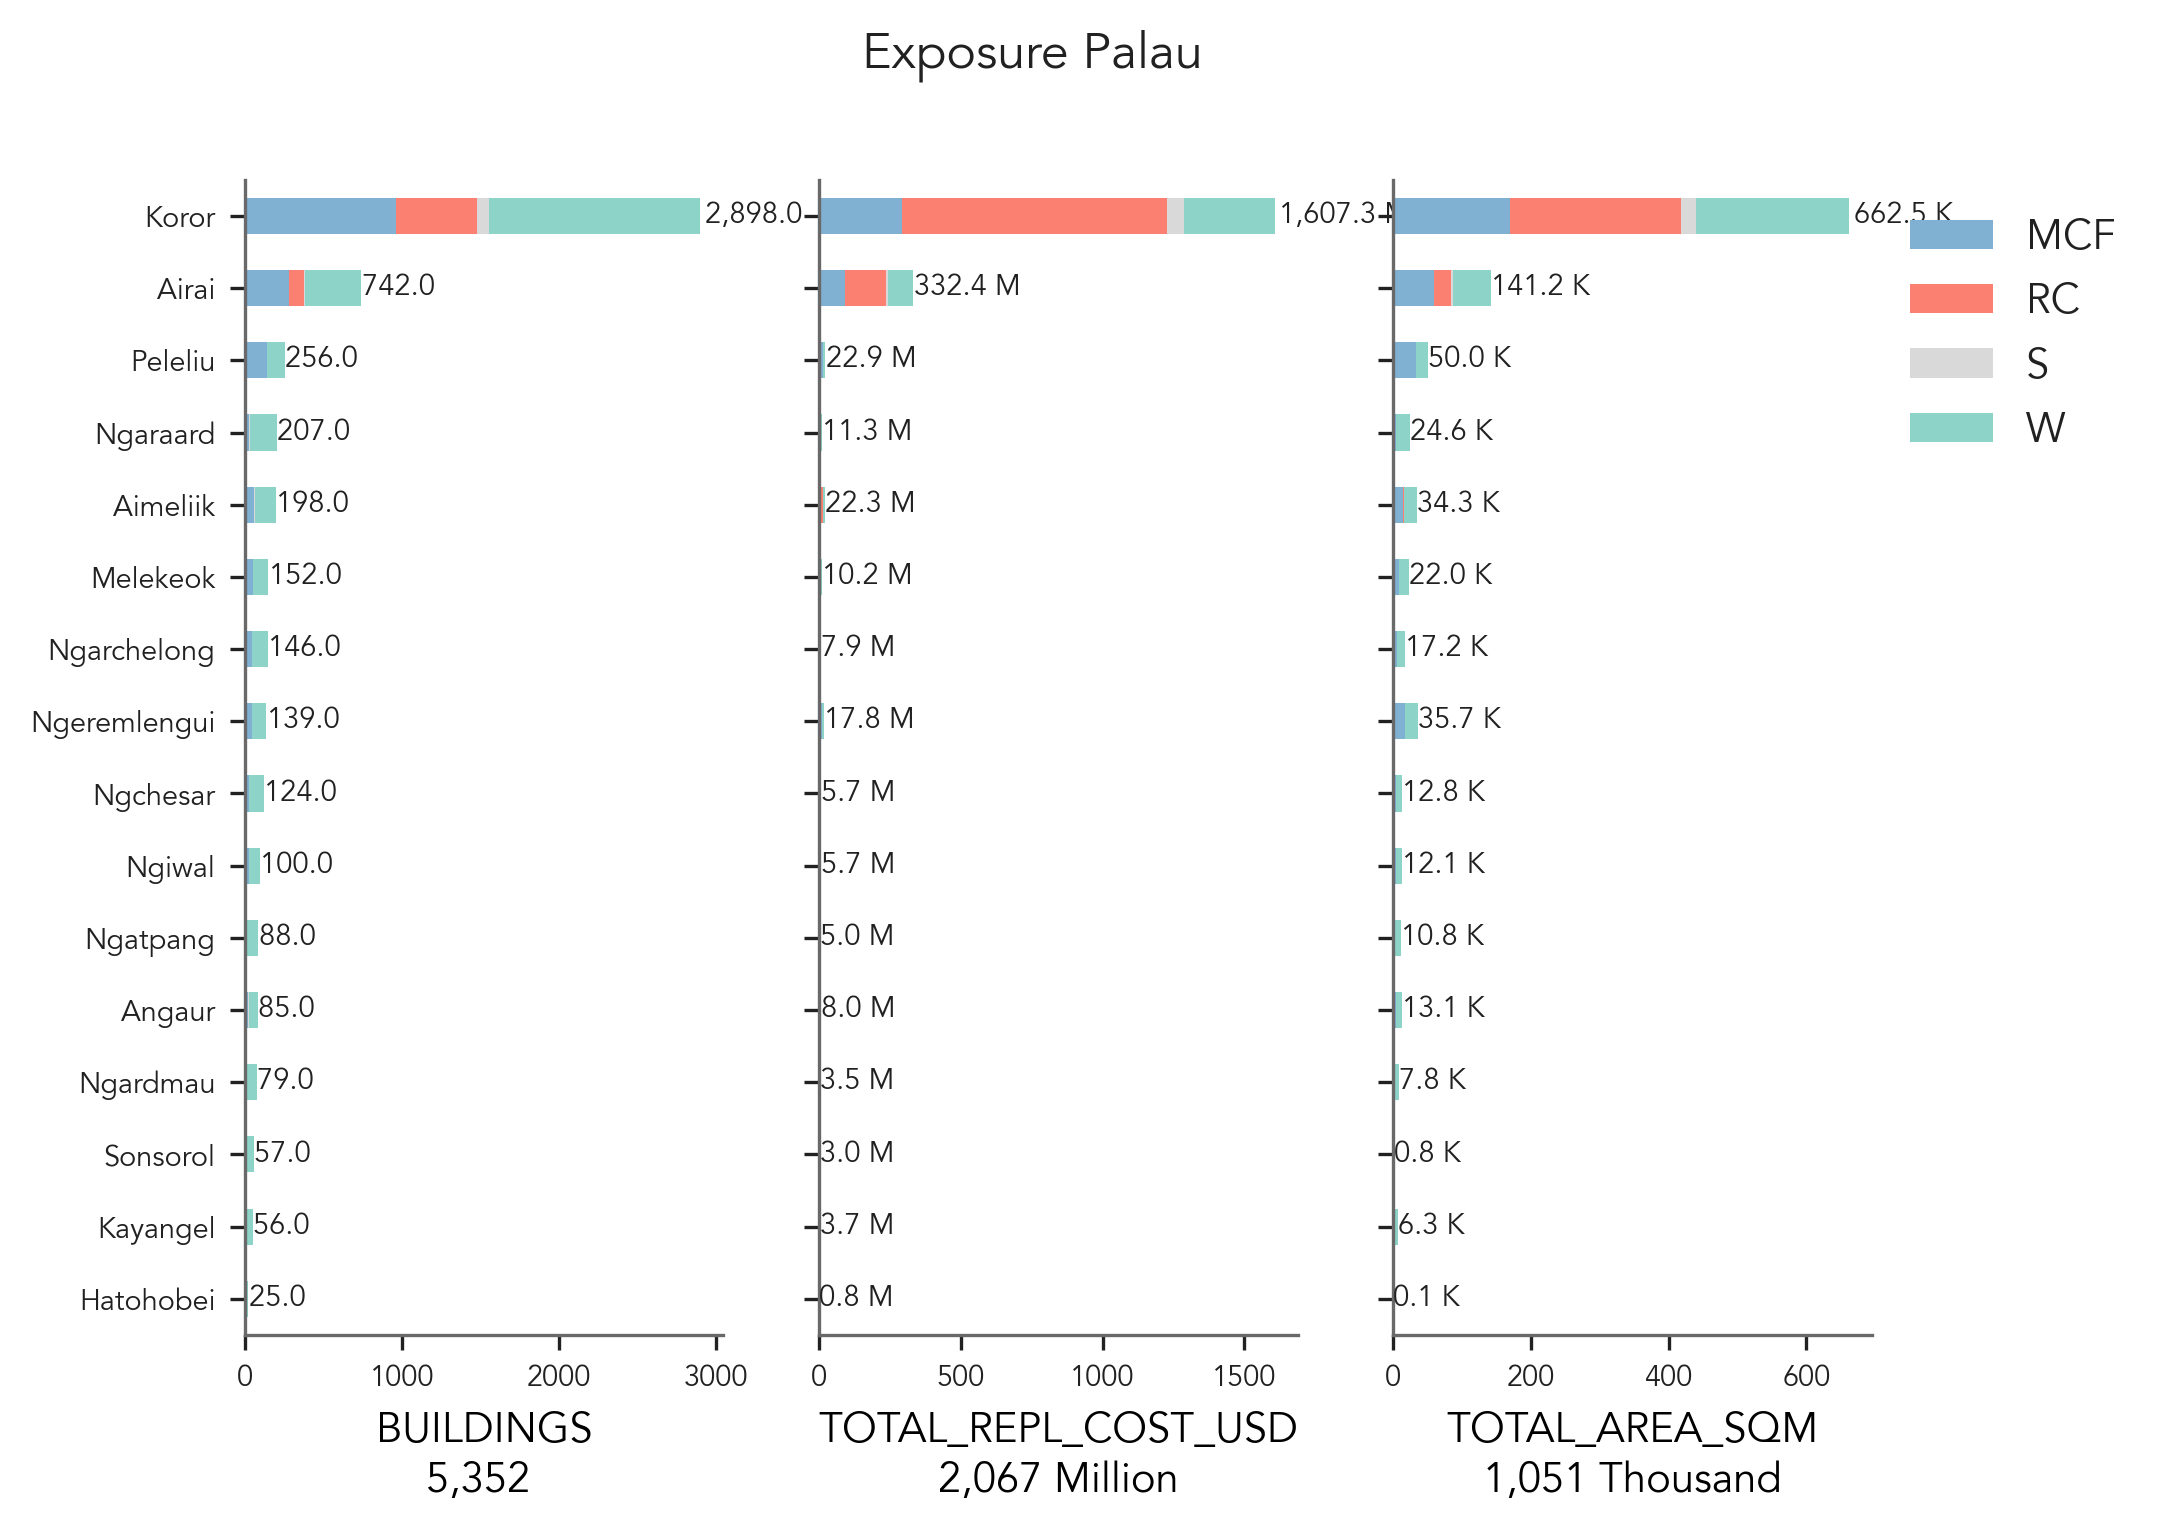 Exposure Palau
Koror 2,898.0 1,607.3 M 662.5 K
Airai 742.0 332.4 M 141.2 K
Peleliu 256.0 22.9 M 50.0 K
Ngaraard 207.0 11.3 M 24.6 K
Aimeliik 198.0 22.3 M 34.3 K
Melekeok 152.0 10.2 M 22.0 K
Ngarchelong 146.0 7.9 M 17.2 K
Ngeremlengui 139.0 17.8 M 35.7 K
Ngchesar 124.0 5.7 M 12.8 K
Ngiwal 100.0 5.7 M 12.1 K
Ngatpang 88.0 5.0 M 10.8 K
Angaur 85.0 8.0 M 13.1 K
Ngardmau 79.0 3.5 M 7.8 K
Sonsorol 57.0 3.0 M 0.8 K
Kayangel 56.0 3.7 M 6.3 K
Hatohobei 25.0 0.8 M 0.1 K
0 1000 2000 3000 0 500 1000 1500 0 200 400 600
BUILDINGS TOTAL_REPL_COST_USD TOTAL_AREA_SQM
5,352 2,067 Million 1,051 Thousand
MCF
RC
S
W